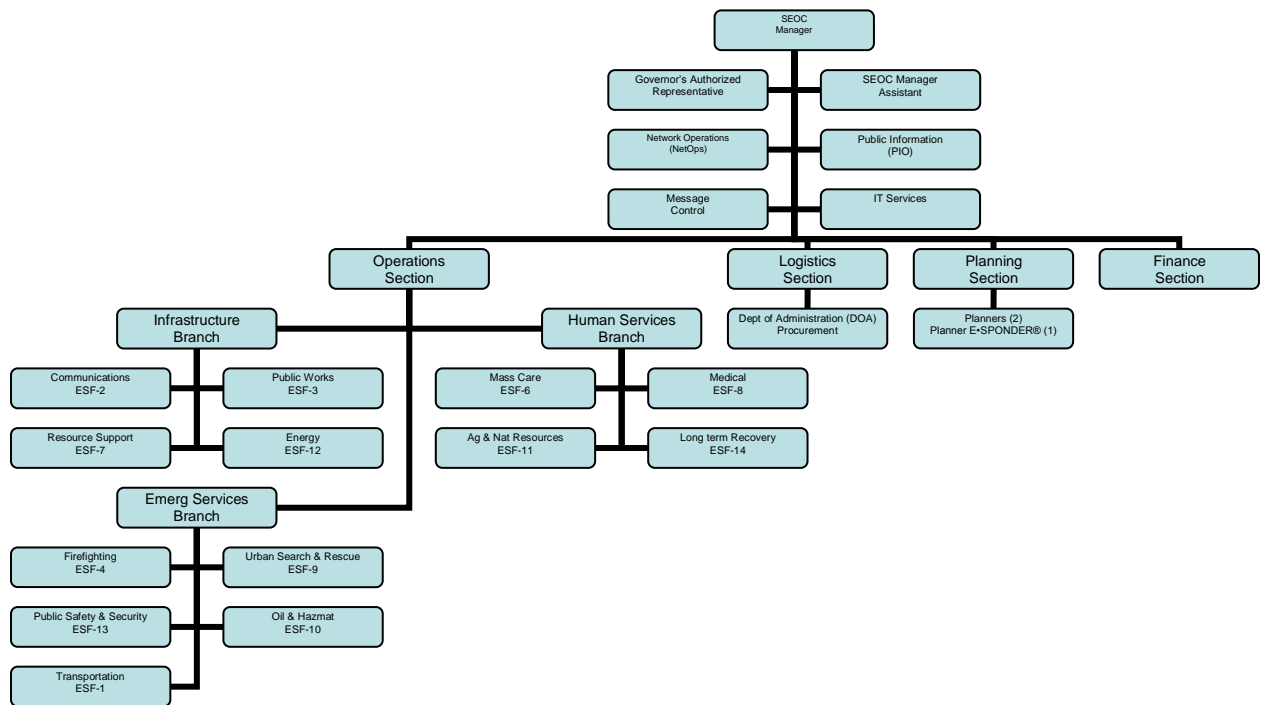 SEOC
Manager
Governor's Authorized
Representative
SEOC Manager
Assistant
Network Operations
(NetOps)
Public Information
(PIO)
Message
Control
IT Services
Operations
Section
Logistics
Section
Planning
Section
Finance
Section
Infrastructure
Branch
Human Services
Branch
Dept of Administration (DOA)
Procurement
Planners (2)
Planner E•SPONDER® (1)
Communications
ESF-2
Public Works
ESF-3
Mass Care
ESF-6
Medical
ESF-8
Resource Support
ESF-7
Energy
ESF-12
Ag & Nat Resources
ESF-11
Long term Recovery
ESF-14
Emerg Services
Branch
Firefighting
ESF-4
Urban Search & Rescue
ESF-9
Public Safety & Security
ESF-13
Oil & Hazmat
ESF-10
Transportation
ESF-1